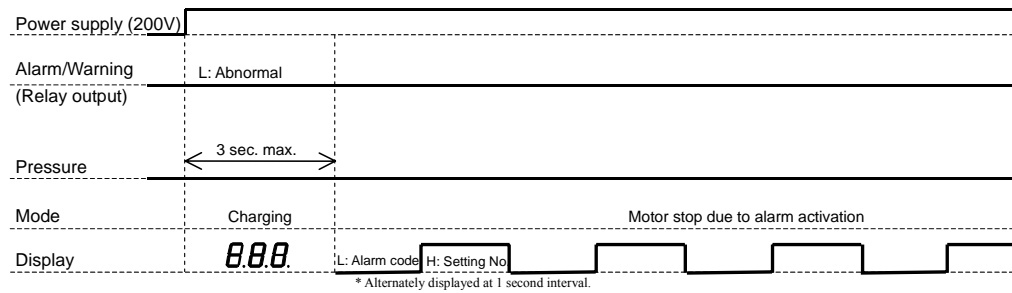 Power supply (200V)
Alarm/Warning
L: Abnormal
(Relay output)
3 sec. max.
Pressure
Mode
Charging
Motor stop due to alarm activation
Display
8.8.8.
L: Alarm code
H: Setting No
* Alternately displayed at 1 second interval.